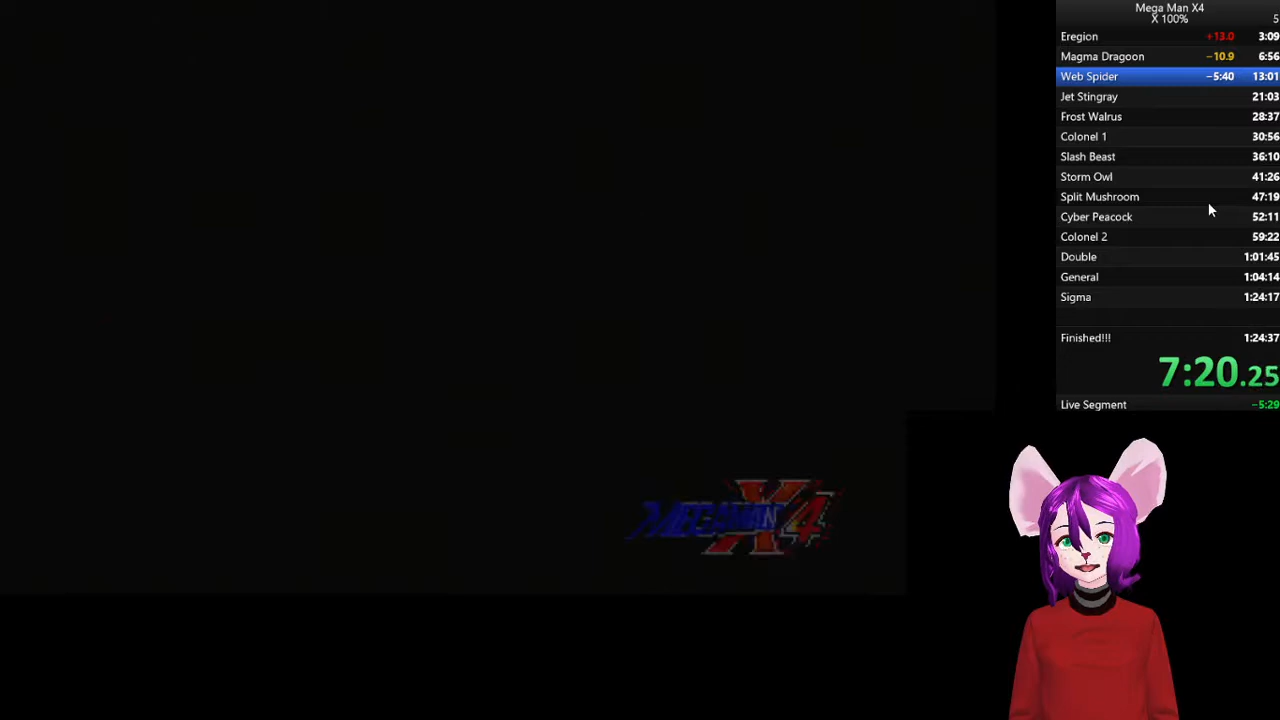 Mega Man X4
X 100%
5
Eregion +13.0 3:09
Magma Dragoon −10.9 6:56
Web Spider −5:40 13:01
Jet Stingray 21:03
Frost Walrus 28:37
Colonel 1 30:56
Slash Beast 36:10
Storm Owl 41:26
Split Mushroom 47:19
Cyber Peacock 52:11
Colonel 2 59:22
Double 1:01:45
General 1:04:14
Sigma 1:24:17
Finished!!! 1:24:37
7:20.25
Live Segment −5:29
MEGAMAN X4